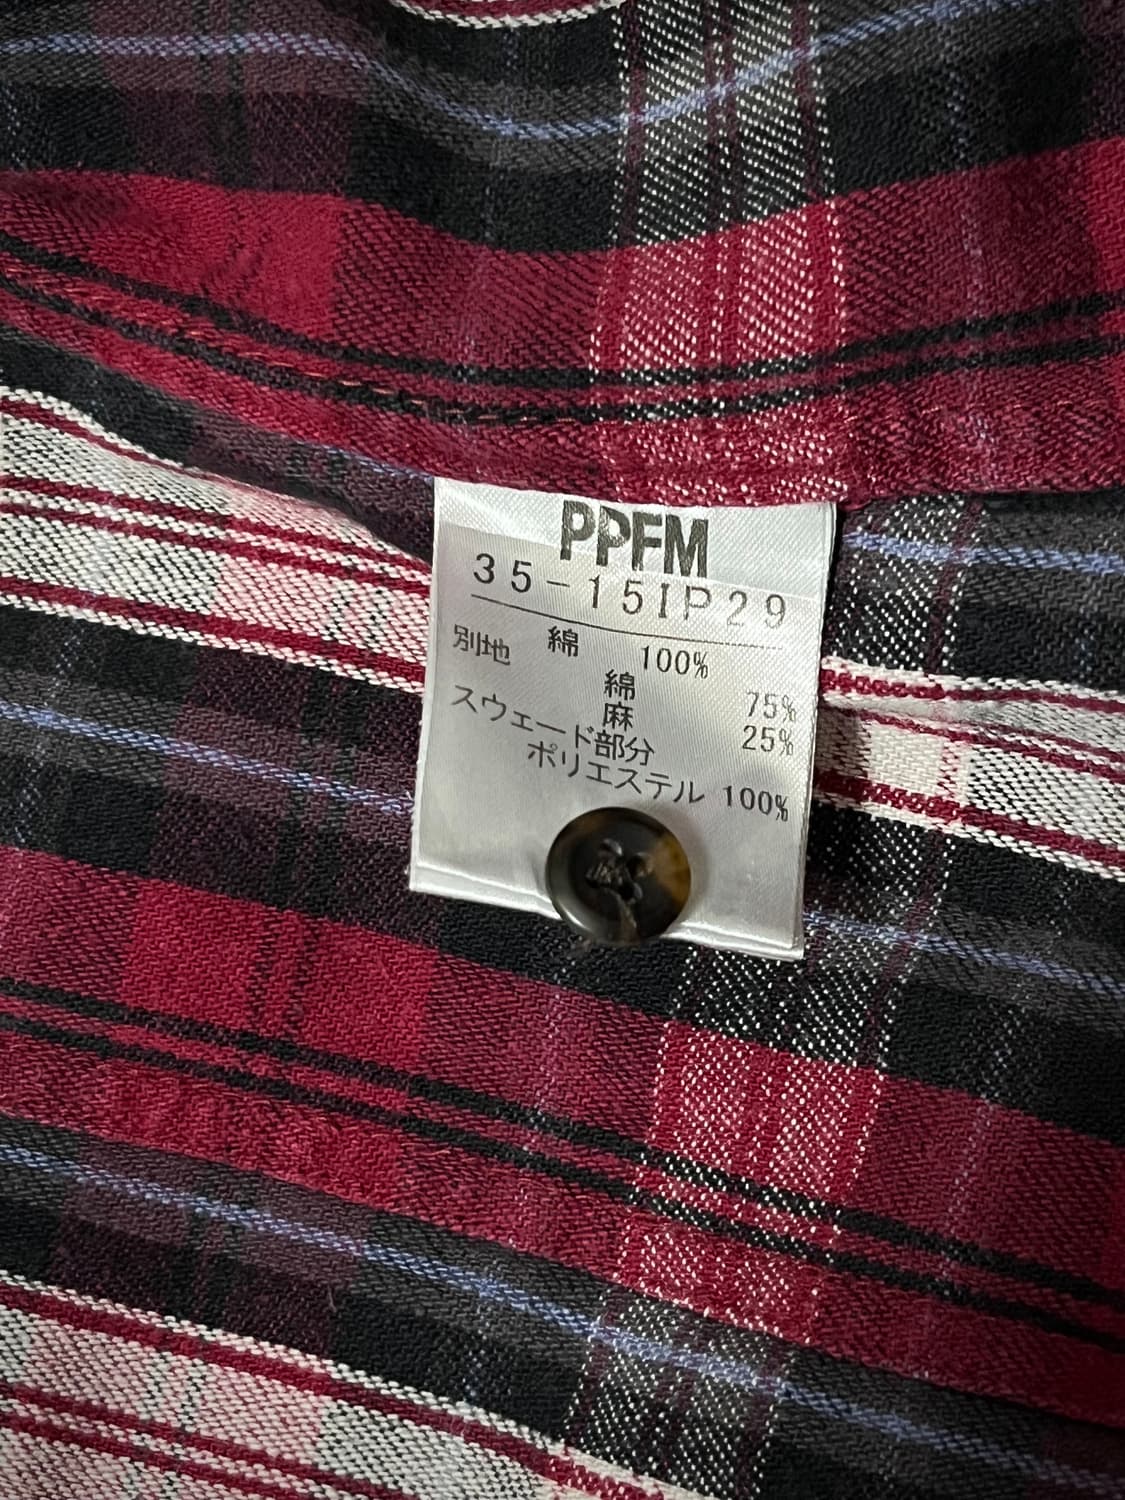 PPFM
35-15IP29
綿 100%
別地
綿 75%
麻 25%
スウェード部分
ポリエステル 100%